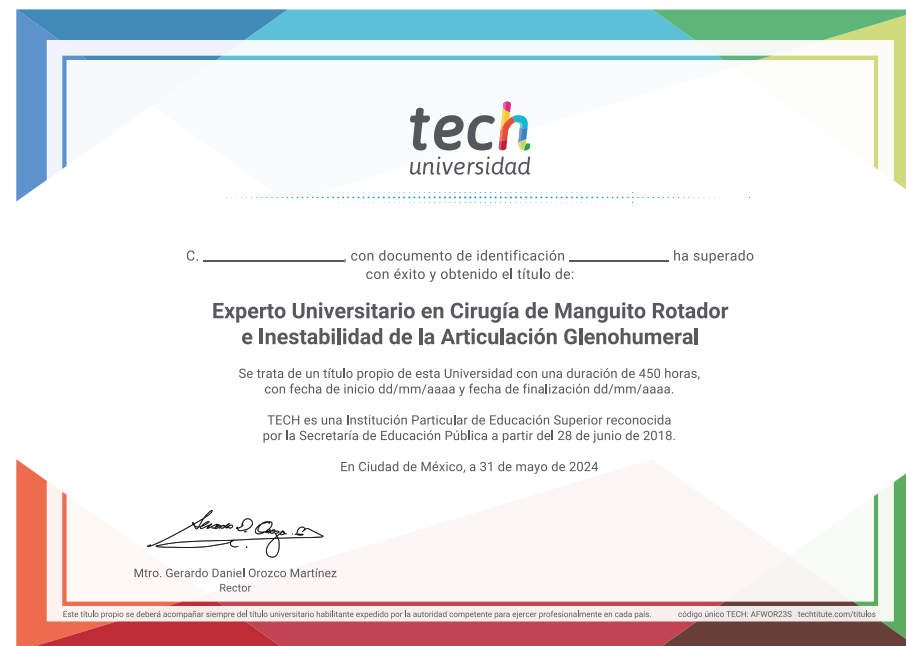 tech
universidad
C. ____________, con documento de identificación ____________ ha superado
con éxito y obtenido el título de:
Experto Universitario en Cirugía de Manguito Rotador
e Inestabilidad de la Articulación Glenohumeral
Se trata de un título propio de esta Universidad con una duración de 450 horas,
con fecha de inicio dd/mm/aaaa y fecha de finalización dd/mm/aaaa.
TECH es una Institución Particular de Educación Superior reconocida
por la Secretaría de Educación Pública a partir del 28 de junio de 2018.
En Ciudad de México, a 31 de mayo de 2024
Mtro. Gerardo Daniel Orozco Martínez
Rector
Este título propio se deberá acompañar siempre del título universitario habilitante expedido por la autoridad competente para ejercer profesionalmente en cada país. código único TECH: AFWOR23S techtitute.com/titulos